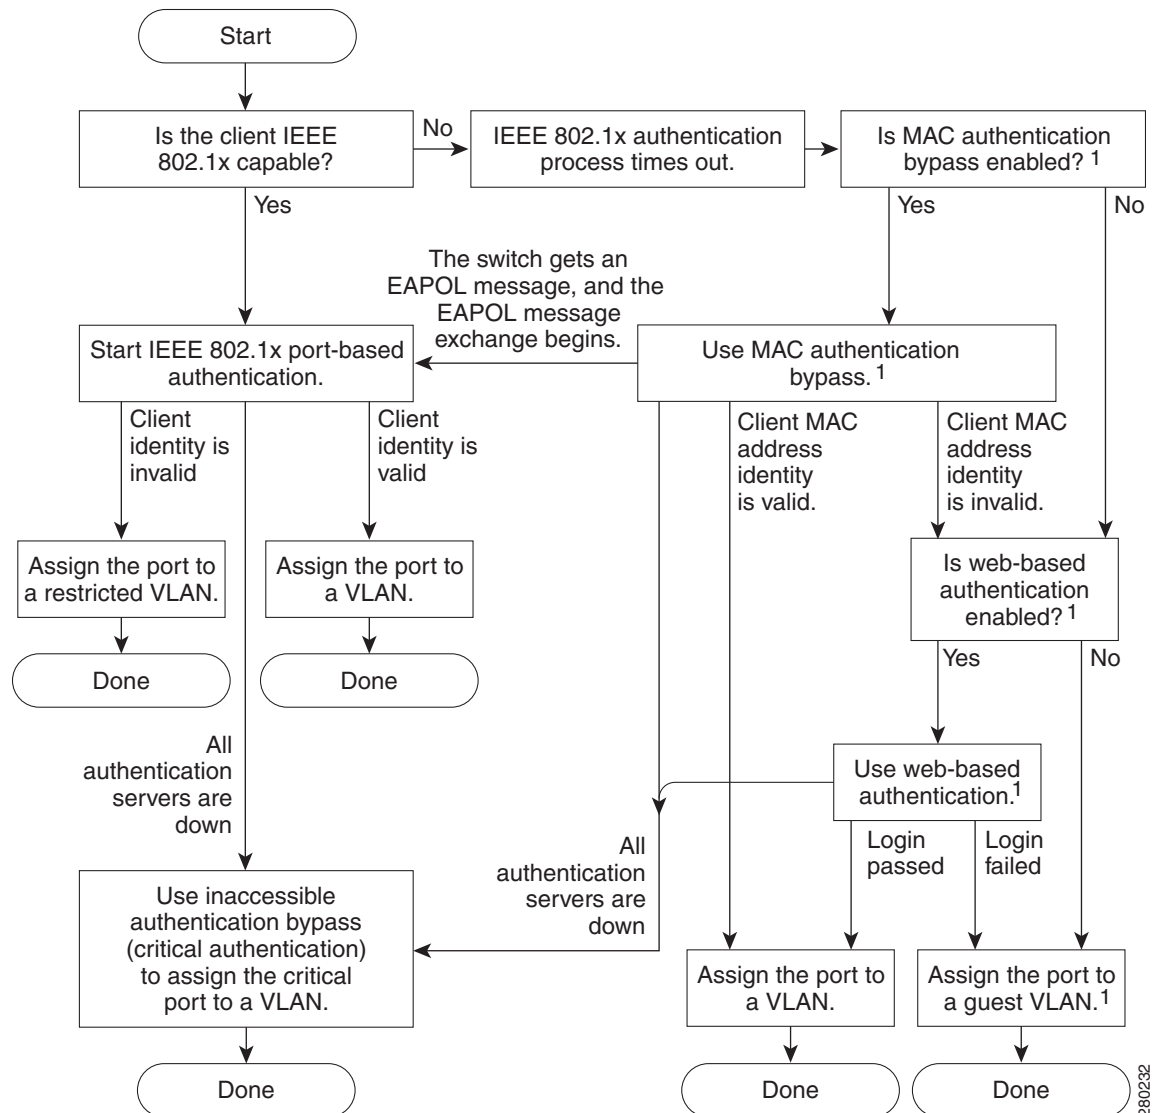 Start
Is the client IEEE
802.1x capable?
No
IEEE 802.1x authentication
process times out.
Is MAC authentication
bypass enabled? 1
Yes
Yes
No
The switch gets an
EAPOL message, and the
EAPOL message
exchange begins.
Start IEEE 802.1x port-based
authentication.
Use MAC authentication
bypass. 1
Client
identity is
invalid
Client
identity is
valid
Client MAC
address
identity
is valid.
Client MAC
address
identity
is invalid.
Assign the port to
a restricted VLAN.
Assign the port to
a VLAN.
Is web-based
authentication
enabled? 1
Done
Done
Yes
No
All
authentication
servers are
down
Use web-based
authentication.1
Login
passed
Login
failed
All
authentication
servers are
down
Use inaccessible
authentication bypass
(critical authentication)
to assign the critical
port to a VLAN.
Assign the port to
a VLAN.
Assign the port to
a guest VLAN.1
Done
Done
Done
280232